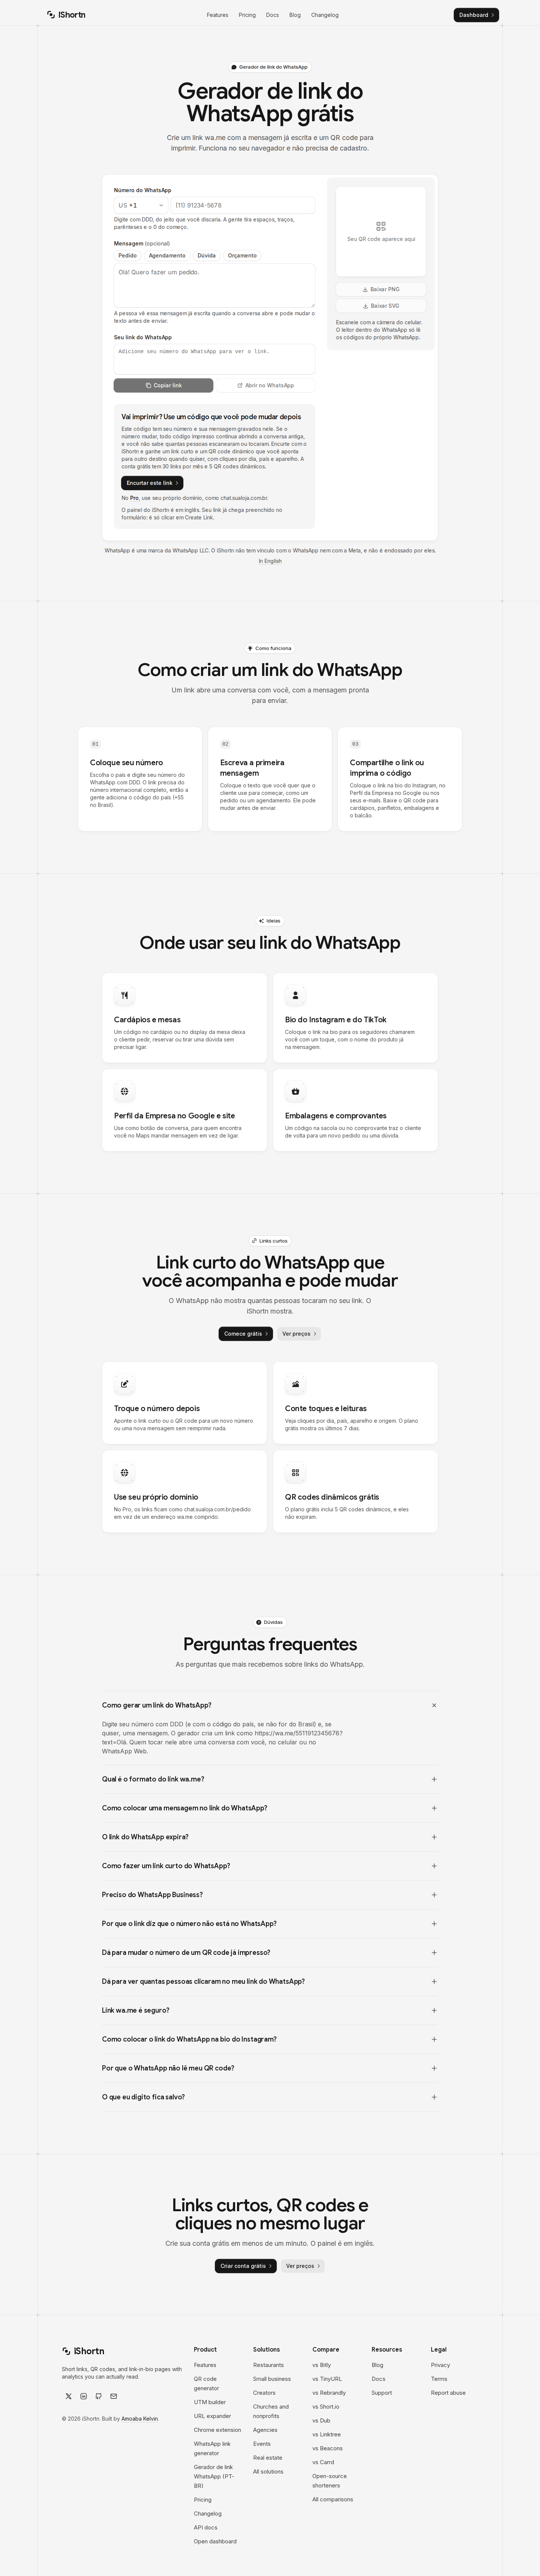 iShortn
Features
Pricing
Docs
Blog
Changelog
Dashboard
Gerador de link do WhatsApp
Gerador de link do
WhatsApp grátis
Crie um link wa.me com a mensagem já escrita e um QR code para
imprimir. Funciona no seu navegador e não precisa de cadastro.
Número do WhatsApp
US +1
(11) 91234-5678
Digite com DDD, do jeito que você discaria. A gente tira espaços, traços,
parênteses e o 0 do começo.
Mensagem (opcional)
Pedido
Agendamento
Dúvida
Orçamento
Olá! Quero fazer um pedido.
A pessoa vê essa mensagem já escrita quando a conversa abre e pode mudar o
texto antes de enviar.
Seu link do WhatsApp
Adicione seu número do WhatsApp para ver o link.
Copiar link
Abrir no WhatsApp
Seu QR code aparece aqui
Baixar PNG
Baixar SVG
Escaneie com a câmera do celular.
O leitor dentro do WhatsApp só lê
os códigos do próprio WhatsApp.
Vai imprimir? Use um código que você pode mudar depois
Este código tem seu número e sua mensagem gravados nele. Se o
número mudar, todo código impresso continua abrindo a conversa antiga,
e você não sabe quantas pessoas escanearam ou tocaram. Encurte com o
iShortn e ganhe um link curto e um QR code dinâmico que você aponta
para outro destino quando quiser, com cliques por dia, país e aparelho. A
conta grátis tem 30 links por mês e 5 QR codes dinâmicos.
Encurtar este link
No Pro, use seu próprio domínio, como chat.sualoja.com.br.
O painel do iShortn é em inglês. Seu link já chega preenchido no
formulário: é só clicar em Create Link.
WhatsApp é uma marca da WhatsApp LLC. O iShortn não tem vínculo com o WhatsApp nem com a Meta, e não é endossado por eles.
In English
Como funciona
Como criar um link do WhatsApp
Um link abre uma conversa com você, com a mensagem pronta
para enviar.
01
Coloque seu número
Escolha o país e digite seu número do
WhatsApp com DDD. O link precisa do
número internacional completo, então a
gente adiciona o código do país (+55
no Brasil).
02
Escreva a primeira
mensagem
Coloque o texto que você quer que o
cliente use para começar, como um
pedido ou um agendamento. Ele pode
mudar antes de enviar.
03
Compartilhe o link ou
imprima o código
Coloque o link na bio do Instagram, no
Perfil da Empresa no Google ou nos
seus e-mails. Baixe o QR code para
cardápios, panfletos, embalagens e
o balcão.
Ideias
Onde usar seu link do WhatsApp
Cardápios e mesas
Um código no cardápio ou no display da mesa deixa
o cliente pedir, reservar ou tirar uma dúvida sem
precisar ligar.
Bio do Instagram e do TikTok
Coloque o link na bio para os seguidores chamarem
você com um toque, com o nome do produto já
na mensagem.
Perfil da Empresa no Google e site
Use como botão de conversa, para quem encontra
você no Maps mandar mensagem em vez de ligar.
Embalagens e comprovantes
Um código na sacola ou no comprovante traz o cliente
de volta para um novo pedido ou uma dúvida.
Links curtos
Link curto do WhatsApp que
você acompanha e pode mudar
O WhatsApp não mostra quantas pessoas tocaram no seu link. O
iShortn mostra.
Comece grátis
Ver preços
Troque o número depois
Aponte o link curto ou o QR code para um novo número
ou uma nova mensagem sem reimprimir nada.
Conte toques e leituras
Veja cliques por dia, país, aparelho e origem. O plano
grátis mostra os últimos 7 dias.
Use seu próprio domínio
No Pro, os links ficam como chat.sualoja.com.br/pedido
em vez de um endereço wa.me comprido.
QR codes dinâmicos grátis
O plano grátis inclui 5 QR codes dinâmicos, e eles
não expiram.
Dúvidas
Perguntas frequentes
As perguntas que mais recebemos sobre links do WhatsApp.
Como gerar um link do WhatsApp?
Digite seu número com DDD (e com o código do país, se não for do Brasil) e, se
quiser, uma mensagem. O gerador cria um link como https://wa.me/5511912345678?
text=Olá. Quem tocar nele abre uma conversa com você, no celular ou no
WhatsApp Web.
Qual é o formato do link wa.me?
Como colocar uma mensagem no link do WhatsApp?
O link do WhatsApp expira?
Como fazer um link curto do WhatsApp?
Preciso do WhatsApp Business?
Por que o link diz que o número não está no WhatsApp?
Dá para mudar o número de um QR code já impresso?
Dá para ver quantas pessoas clicaram no meu link do WhatsApp?
Link wa.me é seguro?
Como colocar o link do WhatsApp na bio do Instagram?
Por que o WhatsApp não lê meu QR code?
O que eu digito fica salvo?
Links curtos, QR codes e
cliques no mesmo lugar
Crie sua conta grátis em menos de um minuto. O painel é em inglês.
Criar conta grátis
Ver preços
iShortn
Short links, QR codes, and link-in-bio pages with
analytics you can actually read.
© 2026 iShortn. Built by Amoaba Kelvin.
Product
Features
QR code
generator
UTM builder
URL expander
Chrome extension
WhatsApp link
generator
Gerador de link
WhatsApp (PT-
BR)
Pricing
Changelog
API docs
Open dashboard
Solutions
Restaurants
Small business
Creators
Churches and
nonprofits
Agencies
Events
Real estate
All solutions
Compare
vs Bitly
vs TinyURL
vs Rebrandly
vs Short.io
vs Dub
vs Linktree
vs Beacons
vs Carrd
Open-source
shorteners
All comparisons
Resources
Blog
Docs
Support
Legal
Privacy
Terms
Report abuse